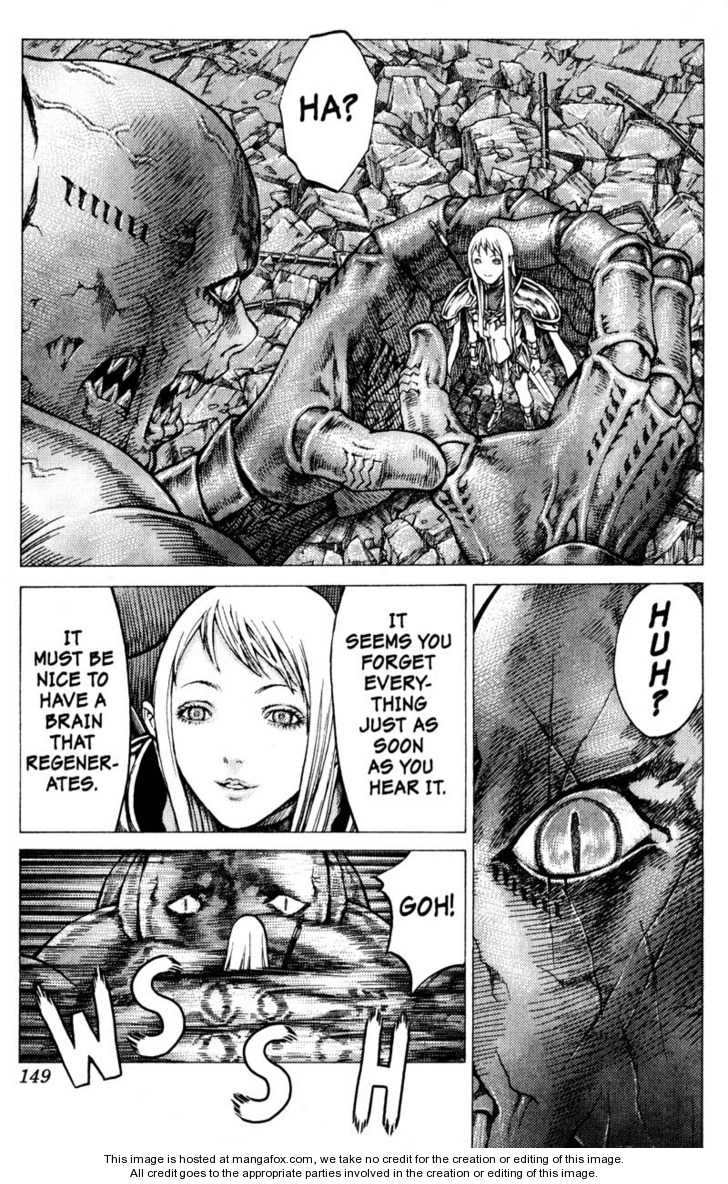 HA?
HUH?
IT
SEEMS YOU
FORGET
EVERY-
THING
JUST AS
SOON
AS YOU
HEAR IT.
IT
MUST BE
NICE TO
HAVE A
BRAIN
THAT
REGENER-
ATES.
GOH!
WSSH
149
This image is hosted at mangafox.com, we take no credit for the creation or editing of this image.
All credit goes to the appropriate parties involved in the creation or editing of this image.